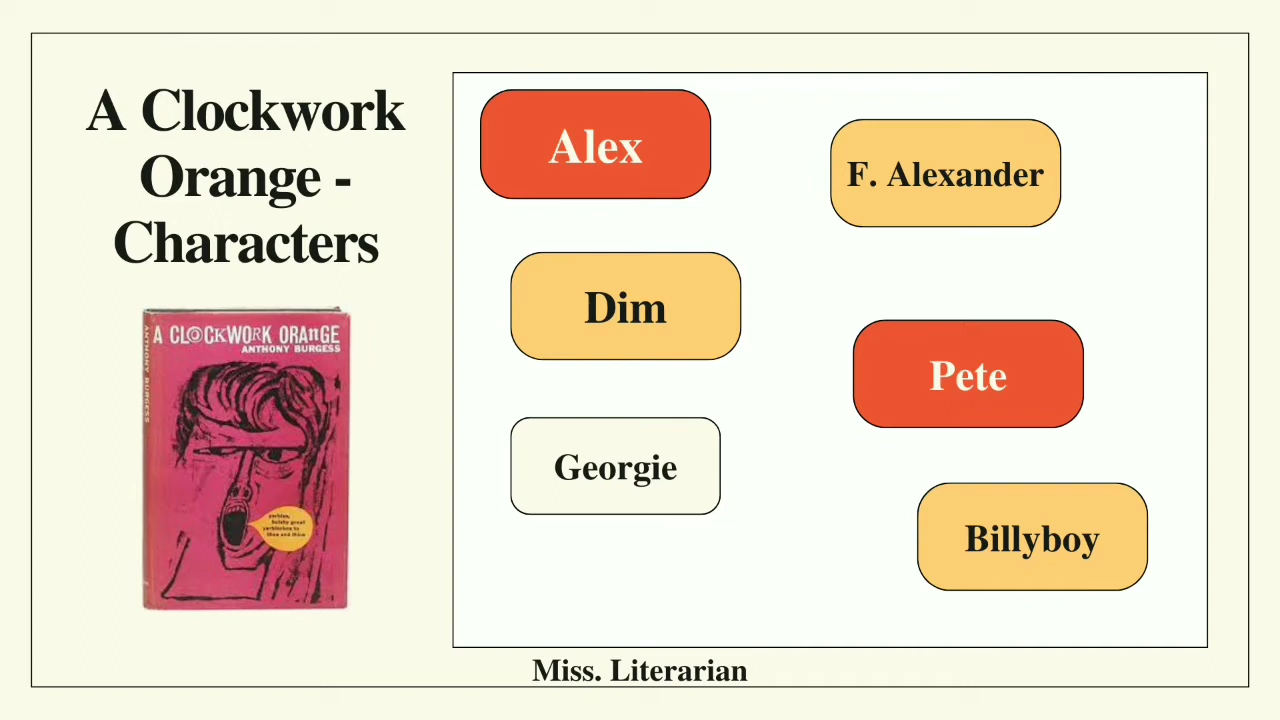 A Clockwork
Orange -
Characters
A CLOCKWORK ORANGE
ANTHONY BURGESS
ANTHONY BURGESS
Alex
F. Alexander
Dim
Pete
Georgie
Billyboy
Miss. Literarian